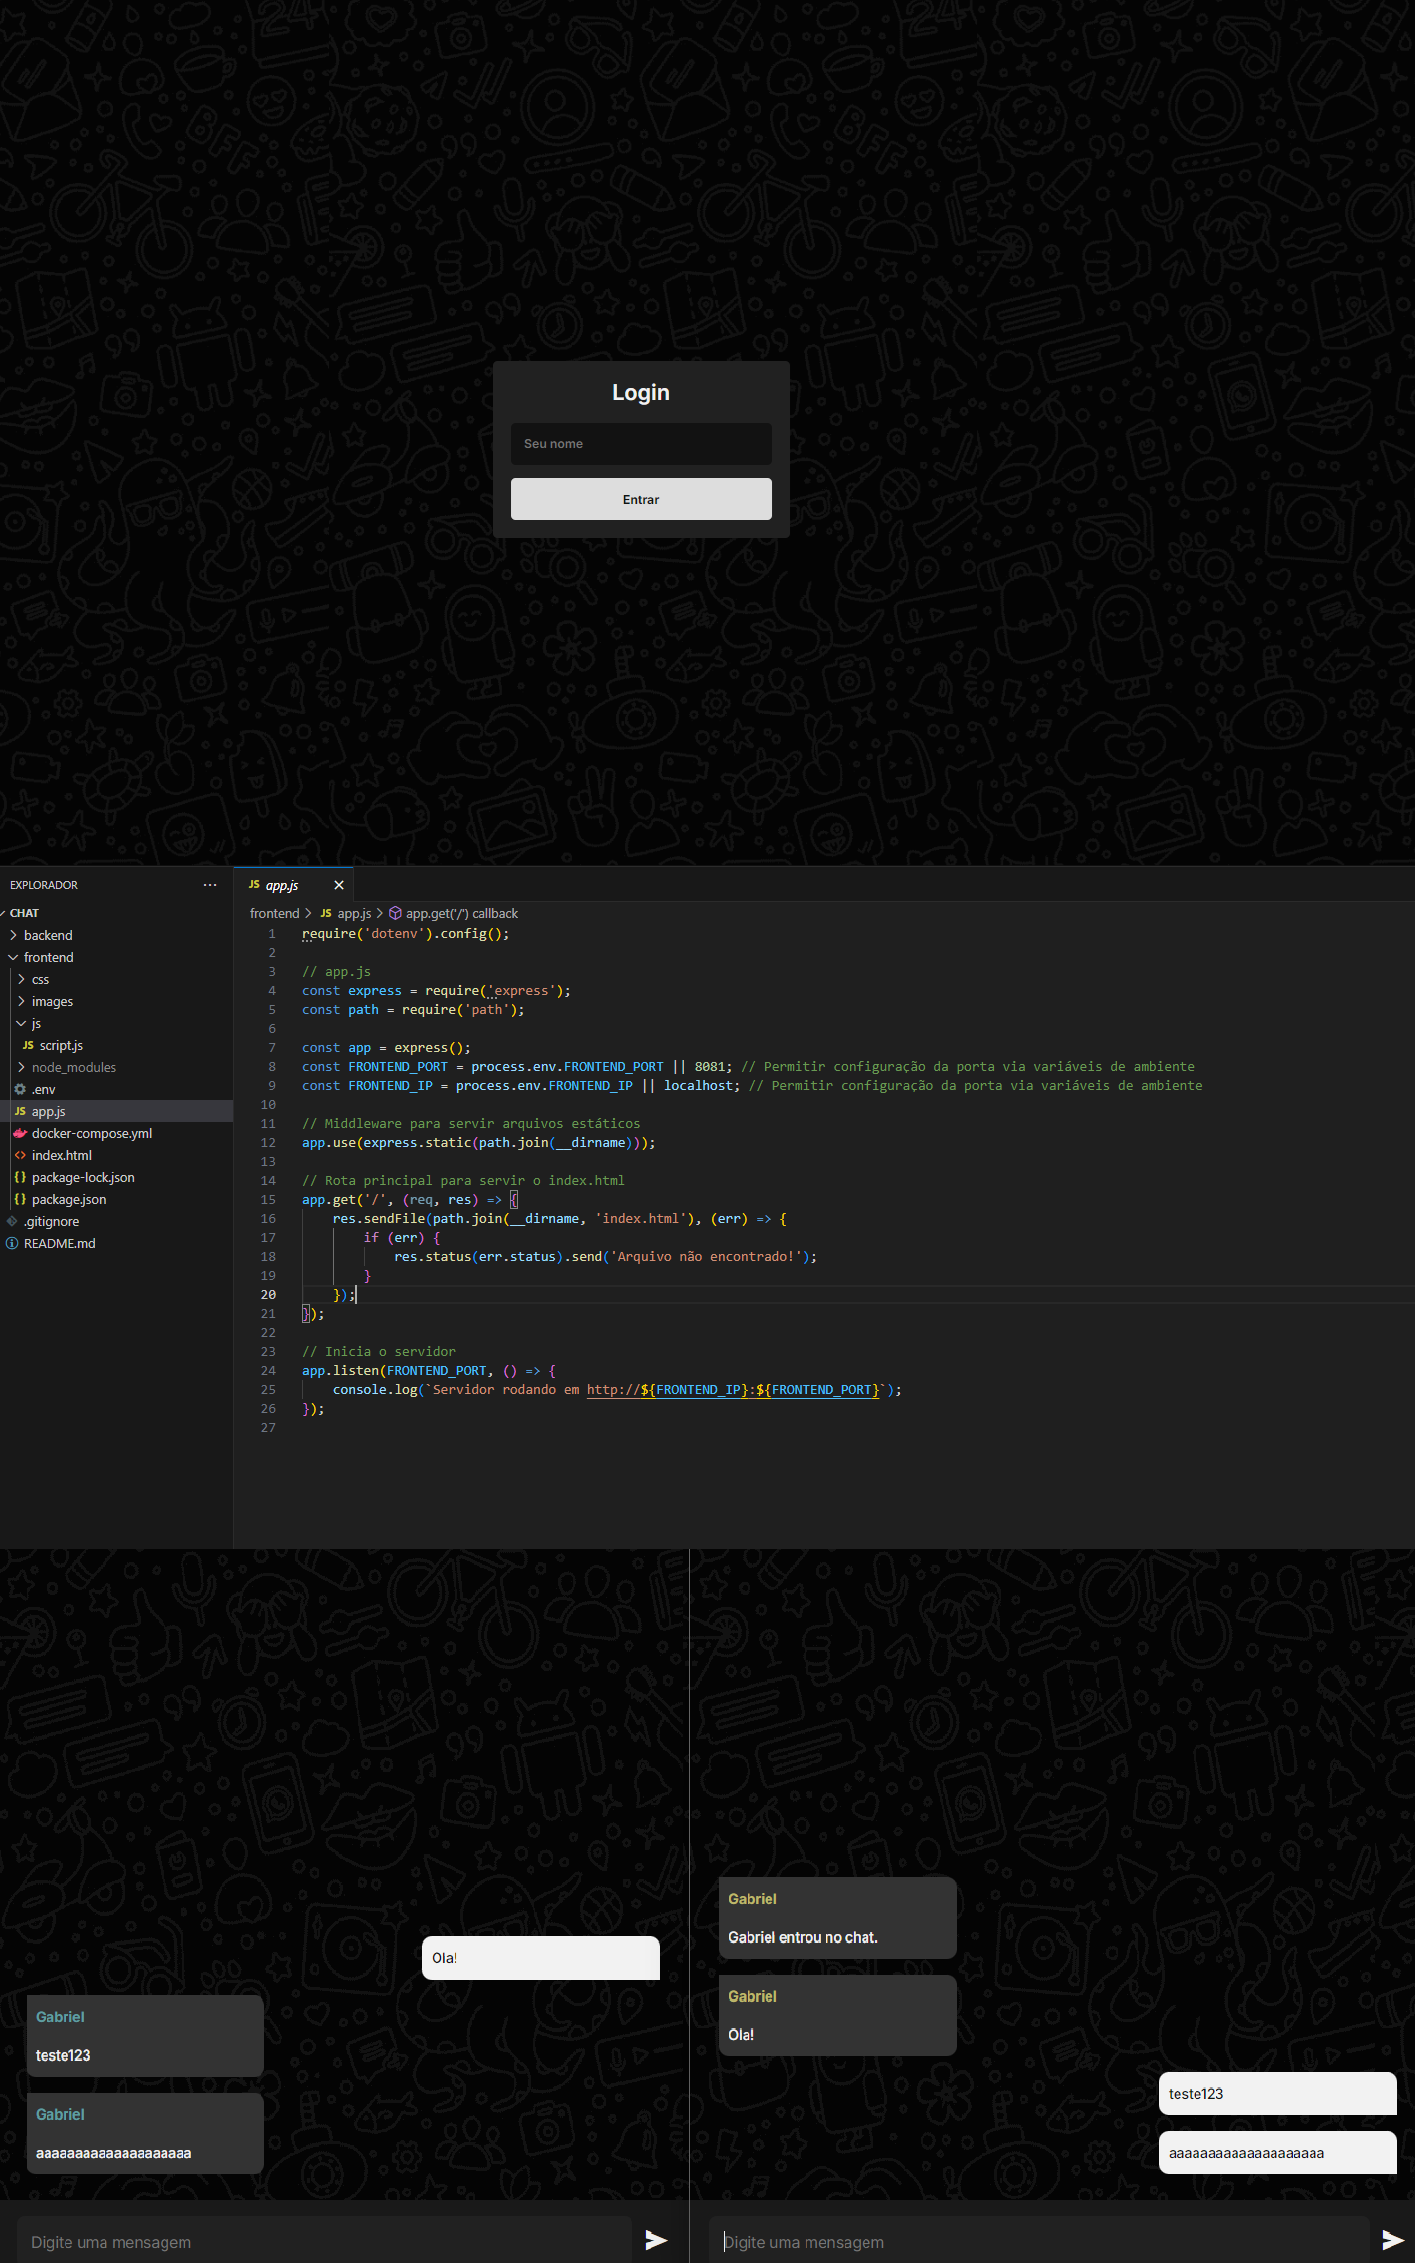 Login
Seu nome
Entrar
EXPLORADOR
CHAT
backend
frontend
css
images
js
JS script.js
node_modules
.env
JS app.js
docker-compose.yml
index.html
{} package-lock.json
{} package.json
.gitignore
README.md
JS app.js
frontend > JS app.js > app.get('/') callback
1 require('dotenv').config();
2
3 // app.js
4 const express = require('express');
5 const path = require('path');
6
7 const app = express();
8 const FRONTEND_PORT = process.env.FRONTEND_PORT || 8081; // Permitir configuração da porta via variáveis de ambiente
9 const FRONTEND_IP = process.env.FRONTEND_IP || localhost; // Permitir configuração da porta via variáveis de ambiente
10
11 // Middleware para servir arquivos estáticos
12 app.use(express.static(path.join(__dirname)));
13
14 // Rota principal para servir o index.html
15 app.get('/', (req, res) => {
16 res.sendFile(path.join(__dirname, 'index.html'), (err) => {
17 if (err) {
18 res.status(err.status).send('Arquivo não encontrado!');
19 }
20 });
21 });
22
23 // Inicia o servidor
24 app.listen(FRONTEND_PORT, () => {
25 console.log(`Servidor rodando em http://${FRONTEND_IP}:${FRONTEND_PORT}`);
26 });
27
Ola!
Gabriel
teste123
Gabriel
aaaaaaaaaaaaaaaaaaaa
Digite uma mensagem
Gabriel
Gabriel entrou no chat.
Gabriel
Ola!
teste123
aaaaaaaaaaaaaaaaaaaa
Digite uma mensagem